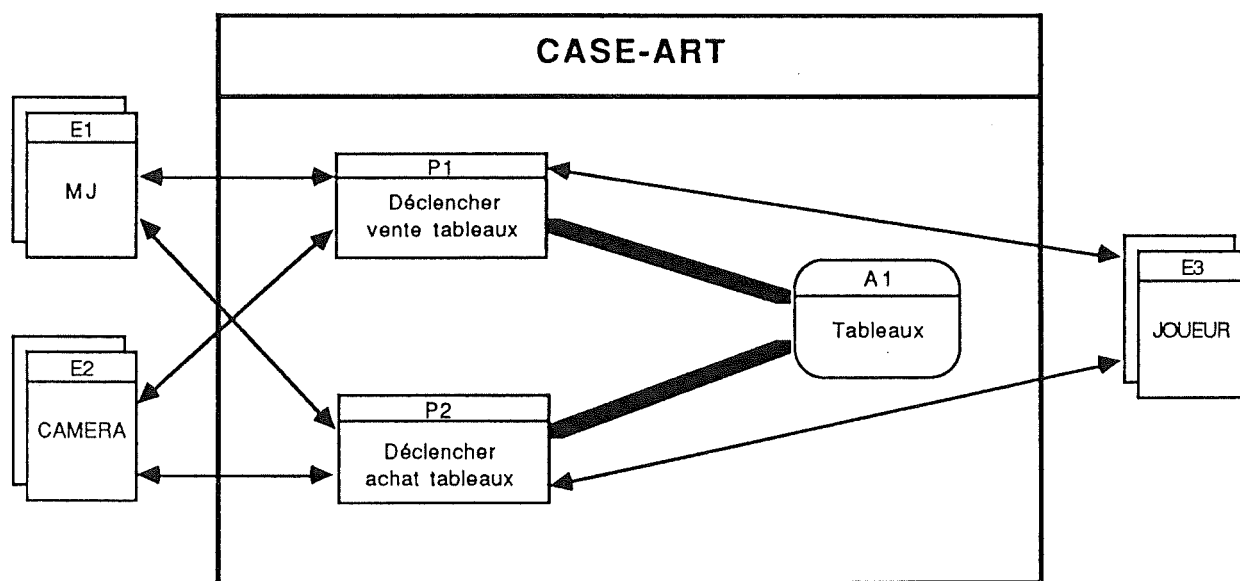 CASE-ART
E1
MJ
P1
Déclencher
vente tableaux
A1
Tableaux
E3
JOUEUR
E2
CAMERA
P2
Déclencher
achat tableaux